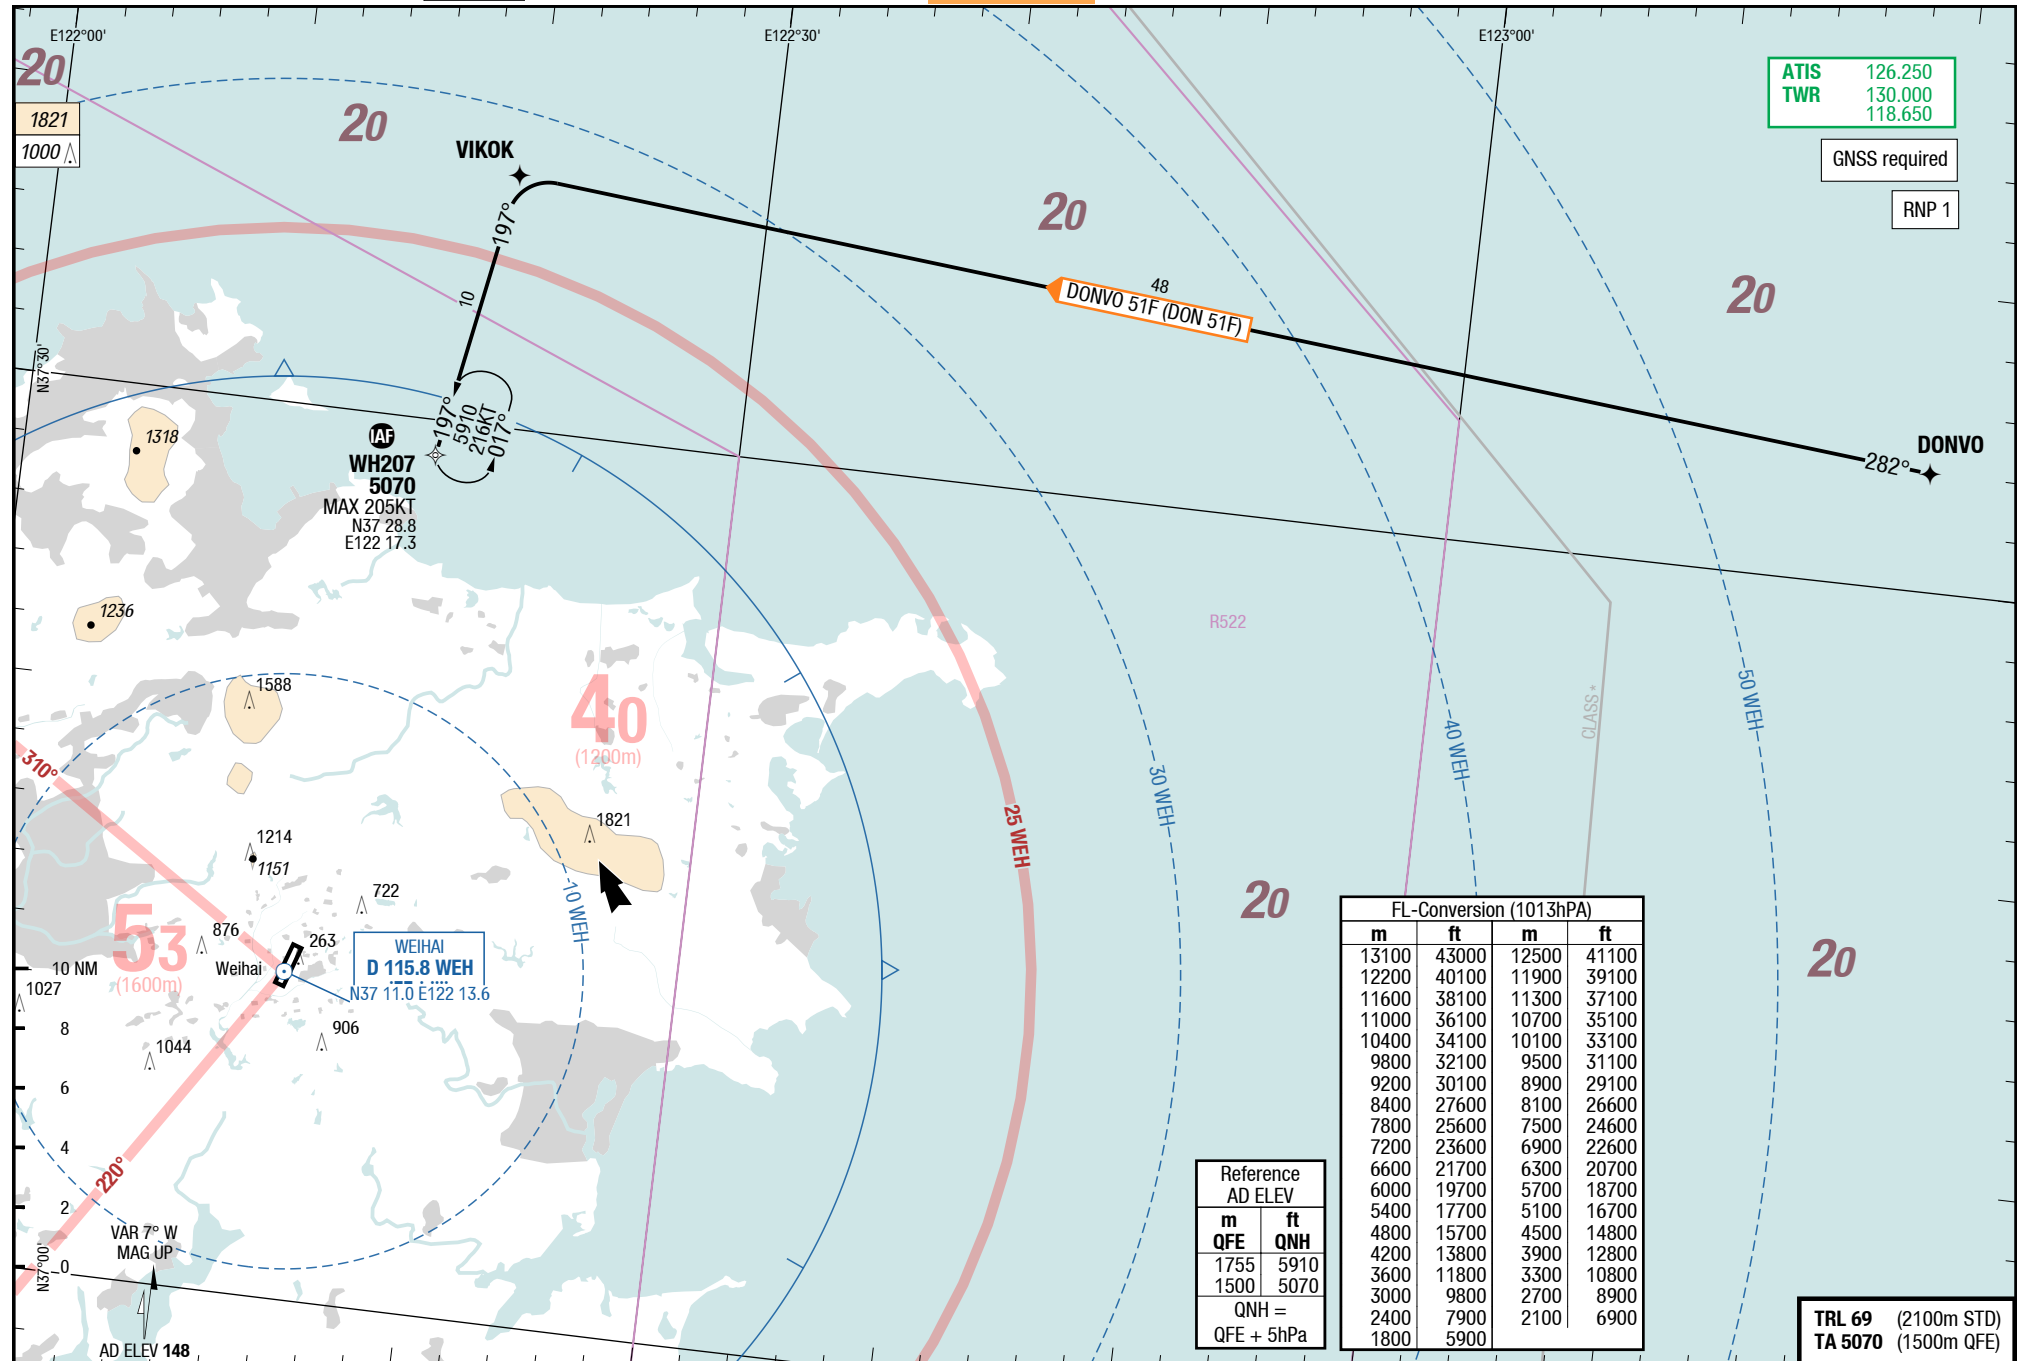 E122°00'
E122°30'
E123°00'
20
20
20
20
20
20
1821
1000
ATIS 126.250
TWR 130.000
118.650
GNSS required
RNP 1
VIKOK
197°
10
48
DONVO 51F (DON 51F)
282°
DONVO
N37°30'
197°
5910
216KT
017°
IAF
WH207
5070
MAX 205KT
N37 28.8
E122 17.3
1318
1236
1588
40
(1200m)
R522
CLASS *
50 WEH
40 WEH
30 WEH
25 WEH
10 WEH
310°
1821
1214
1151
722
876
263
53
(1600m)
Weihai
WEIHAI
D 115.8 WEH
N37 11.0 E122 13.6
10 NM
1027
8
906
1044
6
4
220°
2
VAR 7° W
MAG UP
0
N37°00'
AD ELEV 148
Reference
AD ELEV
m ft
QFE QNH
1755 5910
1500 5070
QNH =
QFE + 5hPa
FL-Conversion (1013hPA)
m ft m ft
13100 43000 12500 41100
12200 40100 11900 39100
11600 38100 11300 37100
11000 36100 10700 35100
10400 34100 10100 33100
9800 32100 9500 31100
9200 30100 8900 29100
8400 27600 8100 26600
7800 25600 7500 24600
7200 23600 6900 22600
6600 21700 6300 20700
6000 19700 5700 18700
5400 17700 5100 16700
4800 15700 4500 14800
4200 13800 3900 12800
3600 11800 3300 10800
3000 9800 2700 8900
2400 7900 2100 6900
1800 5900
TRL 69 (2100m STD)
TA 5070 (1500m QFE)